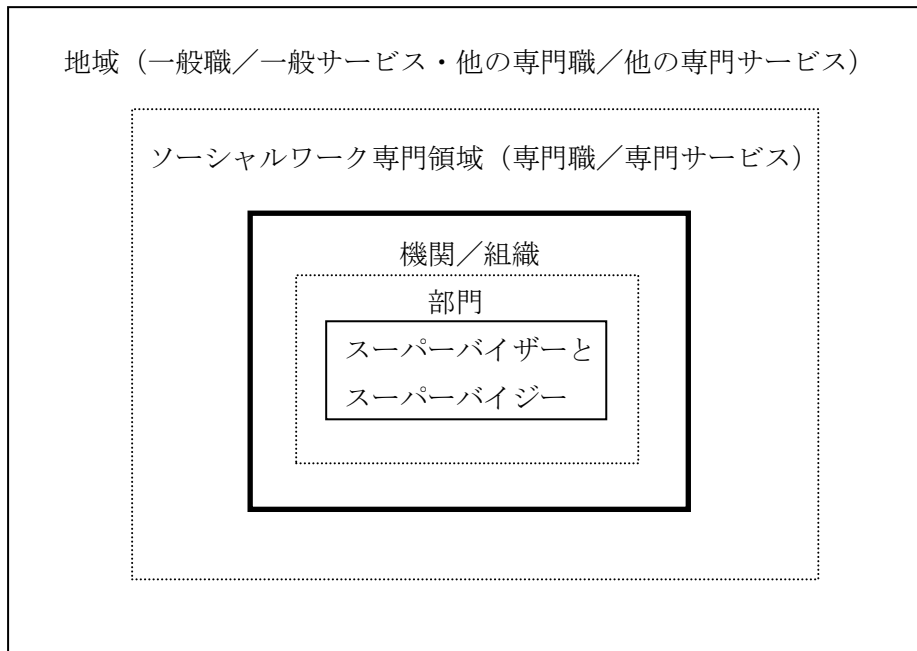 地域（一般職／一般サービス・他の専門職／他の専門サービス）
ソーシャルワーク専門領域（専門職／専門サービス）
機関／組織
部門
スーパーバイザーと
スーパーバイジー